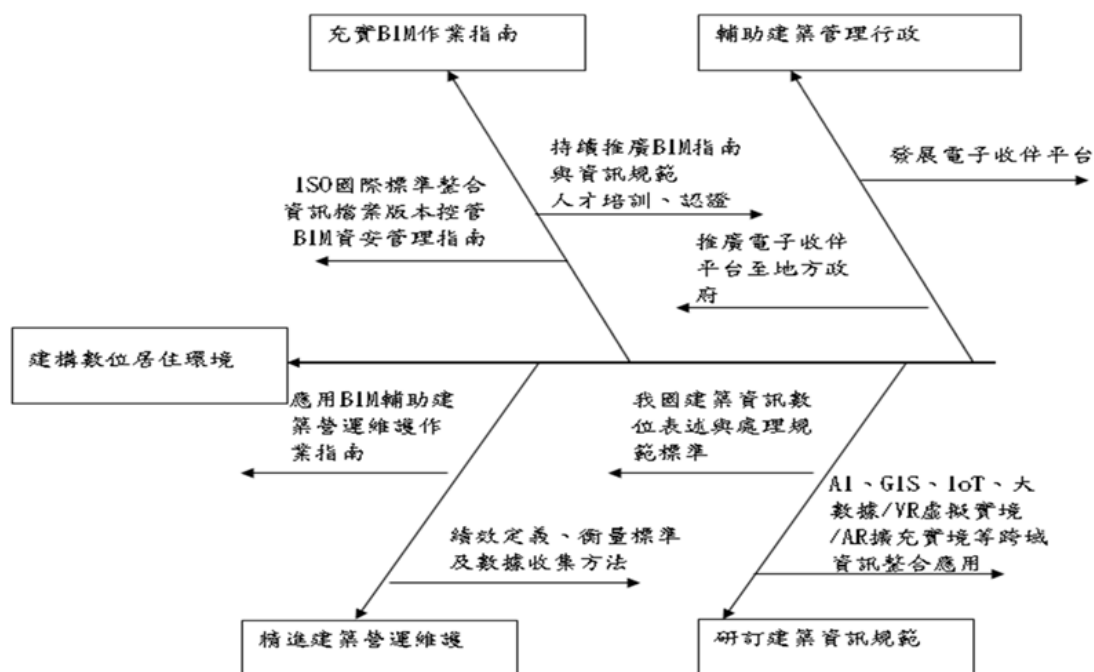 充實BIM作業指南
輔助建築管理行政
持續推廣BIM指南
與資訊規範
人才培訓、認證
發展電子收件平台
ISO國際標準整合
資訊檔案版本控管
BIM資安管理指南
推廣電子收件
平台至地方政
府
建構數位居住環境
應用BIM輔助建
築營運維護作
業指南
我國建築資訊數
位表述與處理規
範標準
AI、GIS、IoT、大
數據/VR虛擬實境
/AR擴充實境等跨域
資訊整合應用
績效定義、衡量標準
及數據收集方法
精進建築營運維護
研訂建築資訊規範